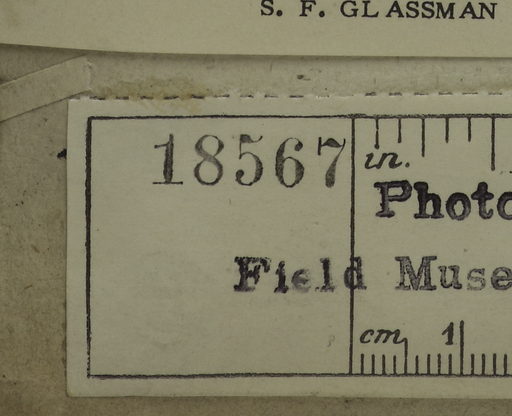 S. F. GLASSMAN
18567 in.
Photo
Field Muse
cm 1